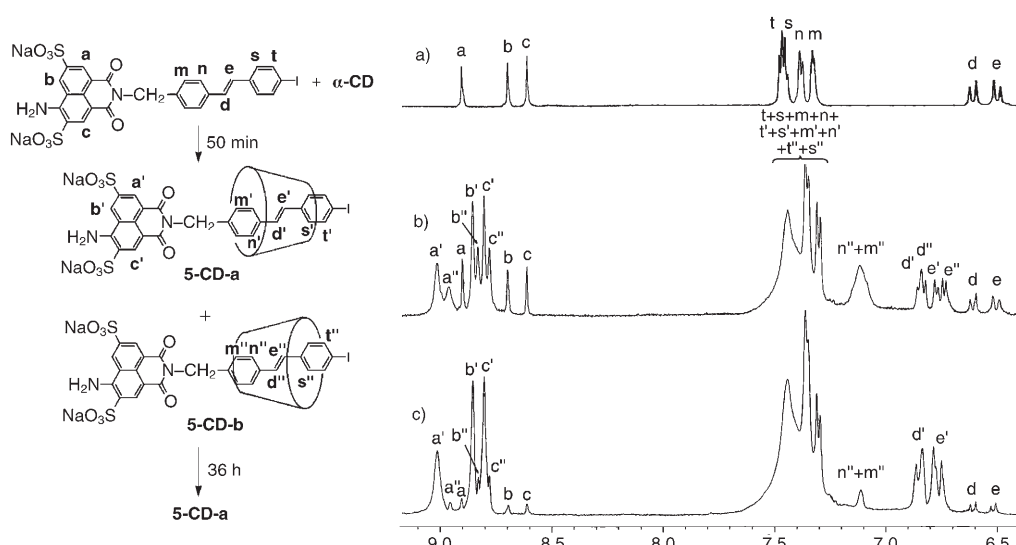 NaO₃S
a
O
b
m n e s t
I + α-CD
N–CH₂
d
H₂N
O
NaO₃S
c
50 min
NaO₃S
a'
O
b'
m' e'
I
N–CH₂
n' d' s' t'
H₂N
O
NaO₃S
c'
5-CD-a
+
NaO₃S
O
t''
m'' n'' e''
I
N–CH₂
d'' s''
H₂N
O
NaO₃S
5-CD-b
36 h
5-CD-a
t s
a)
a b c n m d e
t+s+m+n+
t'+s'+m'+n'
+t''+s''
b)
b' c'
b''
c''
a' a'' a b c
n''+m''
d' d'' e' e''
d e
c)
b' c'
b''
c''
a' a'' a b c
n''+m''
d' e'
d e
9.0 8.5 8.0 7.5 7.0 6.5